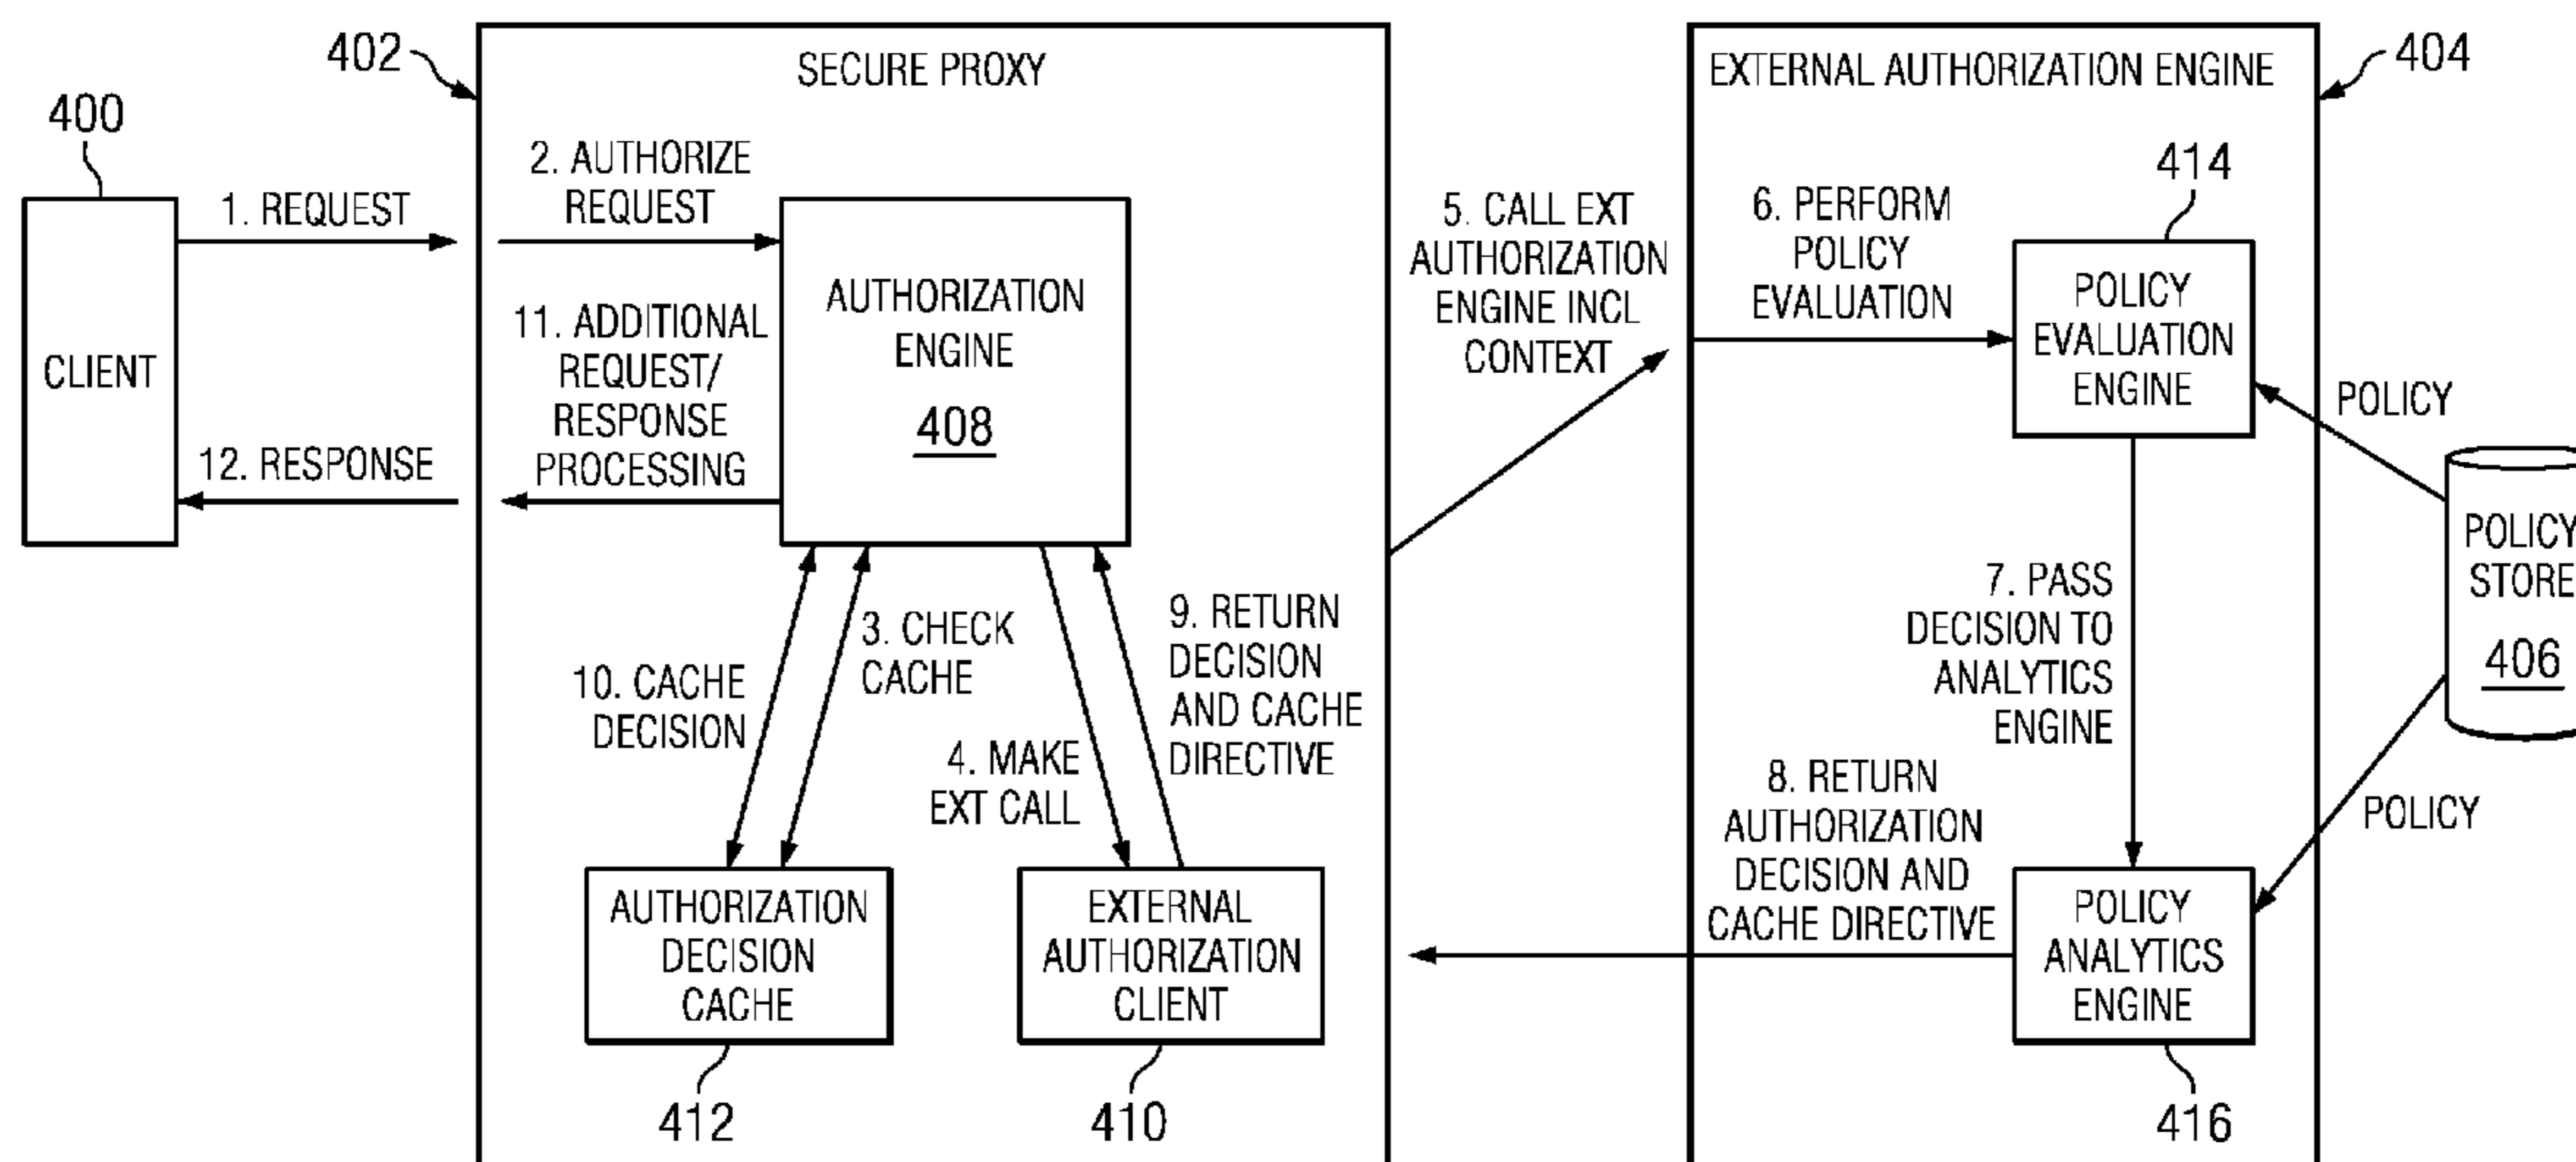 402
SECURE PROXY
EXTERNAL AUTHORIZATION ENGINE
404
400
CLIENT
1. REQUEST
12. RESPONSE
2. AUTHORIZE
REQUEST
11. ADDITIONAL
REQUEST/
RESPONSE
PROCESSING
AUTHORIZATION
ENGINE
408
10. CACHE
DECISION
3. CHECK
CACHE
4. MAKE
EXT CALL
9. RETURN
DECISION
AND CACHE
DIRECTIVE
AUTHORIZATION
DECISION
CACHE
412
EXTERNAL
AUTHORIZATION
CLIENT
410
5. CALL EXT
AUTHORIZATION
ENGINE INCL
CONTEXT
6. PERFORM
POLICY
EVALUATION
414
POLICY
EVALUATION
ENGINE
POLICY
POLICY
STORE
406
7. PASS
DECISION TO
ANALYTICS
ENGINE
8. RETURN
AUTHORIZATION
DECISION AND
CACHE DIRECTIVE
POLICY
POLICY
ANALYTICS
ENGINE
416